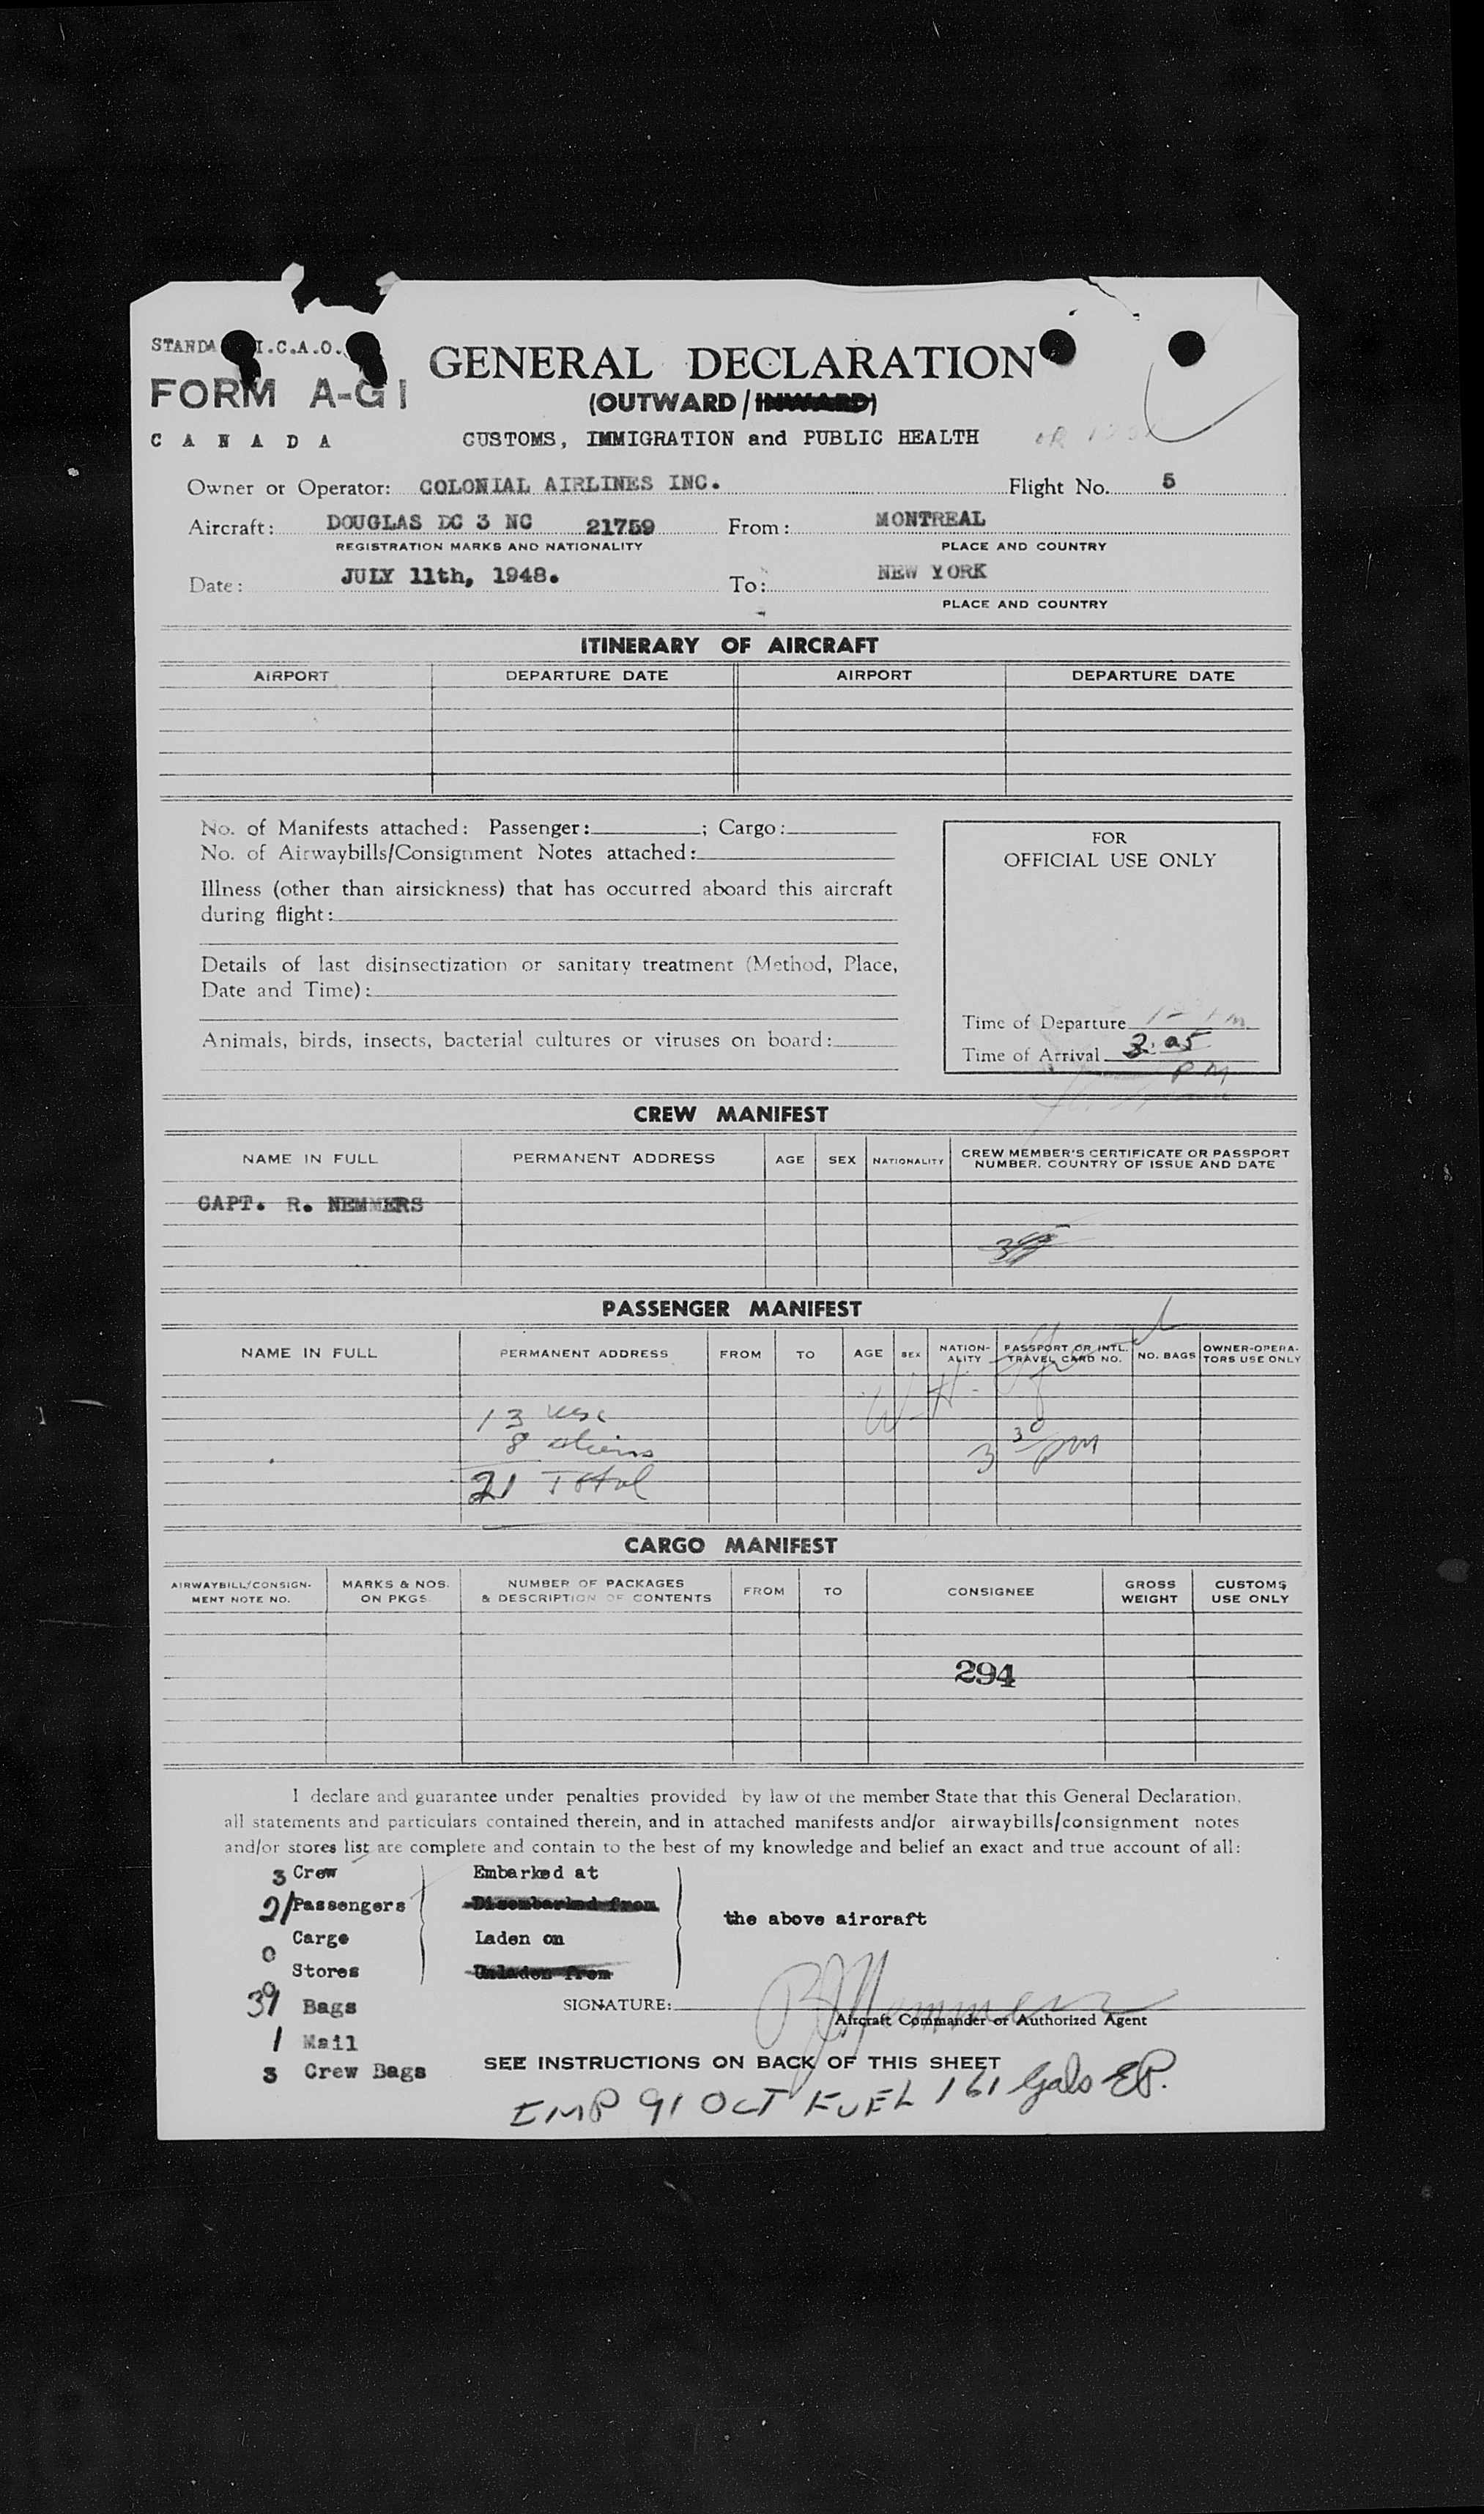 STANDA I.C.A.O.
FORM A-G1
CANADA
GENERAL DECLARATION
(OUTWARD / INWARD)
CUSTOMS, IMMIGRATION and PUBLIC HEALTH
Owner or Operator: COLONIAL AIRLINES INC. Flight No. 5
Aircraft: DOUGLAS DC 3 NC 21759 From: MONTREAL
REGISTRATION MARKS AND NATIONALITY PLACE AND COUNTRY
Date: JULY 11th, 1948. To: NEW YORK
PLACE AND COUNTRY
ITINERARY OF AIRCRAFT
AIRPORT DEPARTURE DATE AIRPORT DEPARTURE DATE
No. of Manifests attached: Passenger: ; Cargo:
No. of Airwaybills/Consignment Notes attached:
Illness (other than airsickness) that has occurred aboard this aircraft
during flight:
Details of last disinsectization or sanitary treatment (Method, Place,
Date and Time):
Animals, birds, insects, bacterial cultures or viruses on board:
FOR
OFFICIAL USE ONLY
Time of Departure
Time of Arrival 3:05
PM
CREW MANIFEST
NAME IN FULL PERMANENT ADDRESS AGE SEX NATIONALITY CREW MEMBER'S CERTIFICATE OR PASSPORT
NUMBER, COUNTRY OF ISSUE AND DATE
CAPT. R. NEMMERS
PASSENGER MANIFEST
NAME IN FULL PERMANENT ADDRESS FROM TO AGE SEX NATION-
ALITY PASSPORT OR INTL.
TRAVEL CARD NO. NO. BAGS OWNER-OPERA-
TORS USE ONLY
W. H.
13 usc
8 aliens
21 Total
3 30 pm
CARGO MANIFEST
AIRWAYBILL/CONSIGN-
MENT NOTE NO. MARKS & NOS.
ON PKGS. NUMBER OF PACKAGES
& DESCRIPTION OF CONTENTS FROM TO CONSIGNEE GROSS
WEIGHT CUSTOMS
USE ONLY
294
I declare and guarantee under penalties provided by law of the member State that this General Declaration,
all statements and particulars contained therein, and in attached manifests and/or airwaybills/consignment notes
and/or stores list are complete and contain to the best of my knowledge and belief an exact and true account of all:
3 Crew Embarked at
21 Passengers Disembarked from
the above aircraft
0 Cargo Laden on
Stores Unladen from
39 Bags SIGNATURE: R J Nemmers
Aircraft Commander or Authorized Agent
1 Mail
3 Crew Bags SEE INSTRUCTIONS ON BACK OF THIS SHEET
IMP 91 OCT FUEL 161 Gals EP.